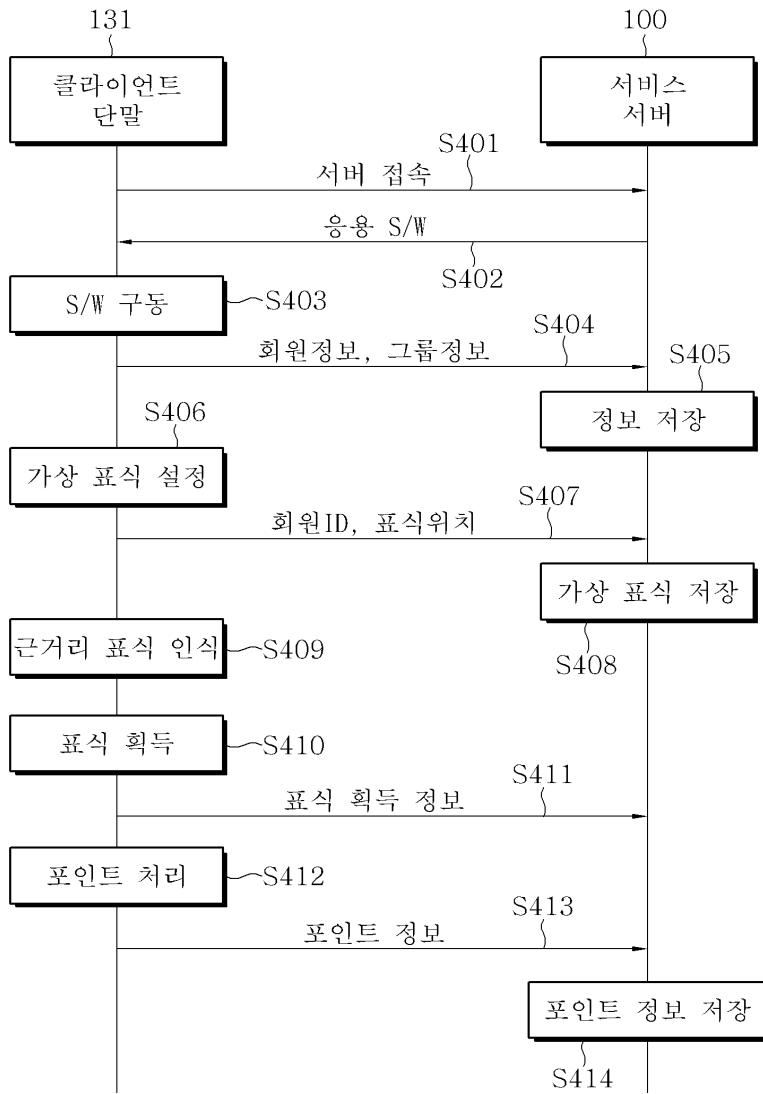 131
100
클라이언트
단말
서비스
서버
S401
서버 접속
응용 S/W
S402
S/W 구동
S403
S404
회원정보, 그룹정보
S405
정보 저장
S406
가상 표식 설정
S407
회원ID, 표식위치
가상 표식 저장
S408
근거리 표식 인식
S409
표식 획득
S410
S411
표식 획득 정보
포인트 처리
S412
S413
포인트 정보
포인트 정보 저장
S414